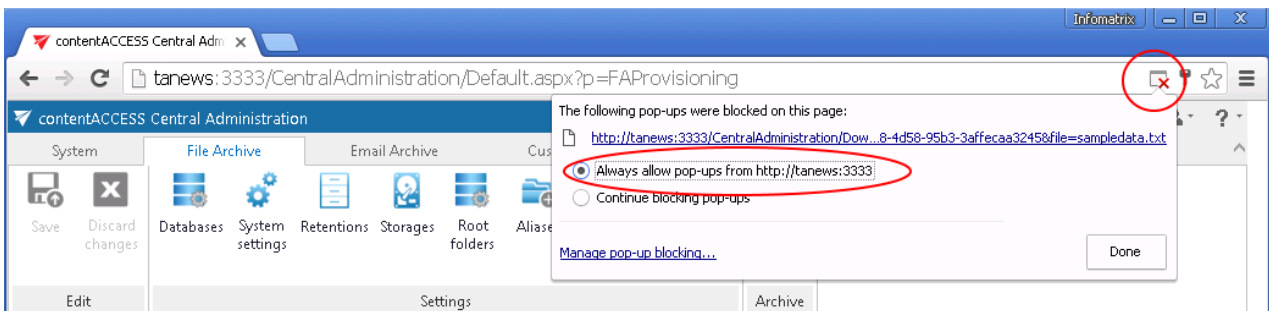 Infomatrix
contentACCESS Central Adm
tanews:3333/CentralAdministration/Default.aspx?p=FAProvisioning
The following pop-ups were blocked on this page:
http://tanews:3333/CentralAdministration/Dow...8-4d58-95b3-3affecaa3245&file=sampledata.txt
Always allow pop-ups from http://tanews:3333
Continue blocking pop-ups
Manage pop-up blocking...
Done
contentACCESS Central Administration
?
System
File Archive
Email Archive
Cus
Save
Discard
changes
Databases
System
settings
Retentions
Storages
Root
folders
Aliase
Edit
Settings
Archive